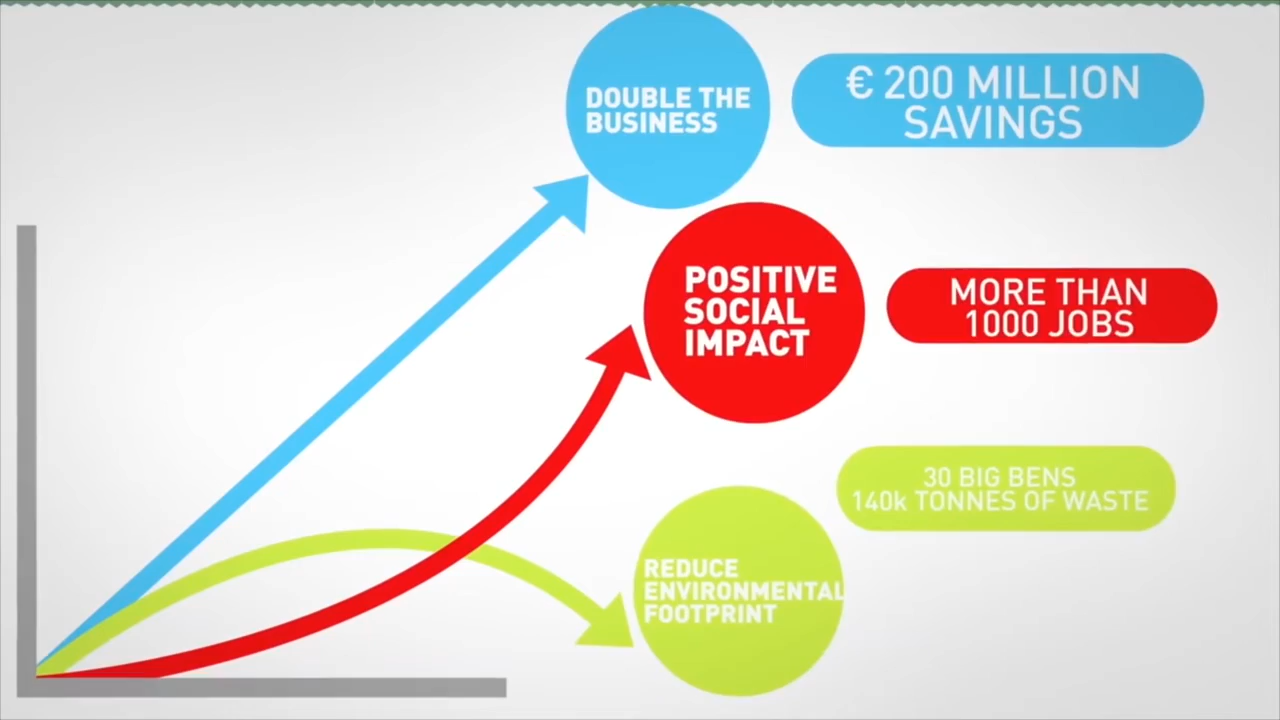 DOUBLE THE
BUSINESS
€ 200 MILLION
SAVINGS
POSITIVE
SOCIAL
IMPACT
MORE THAN
1000 JOBS
30 BIG BENS
140k TONNES OF WASTE
REDUCE
ENVIRONMENTAL
FOOTPRINT